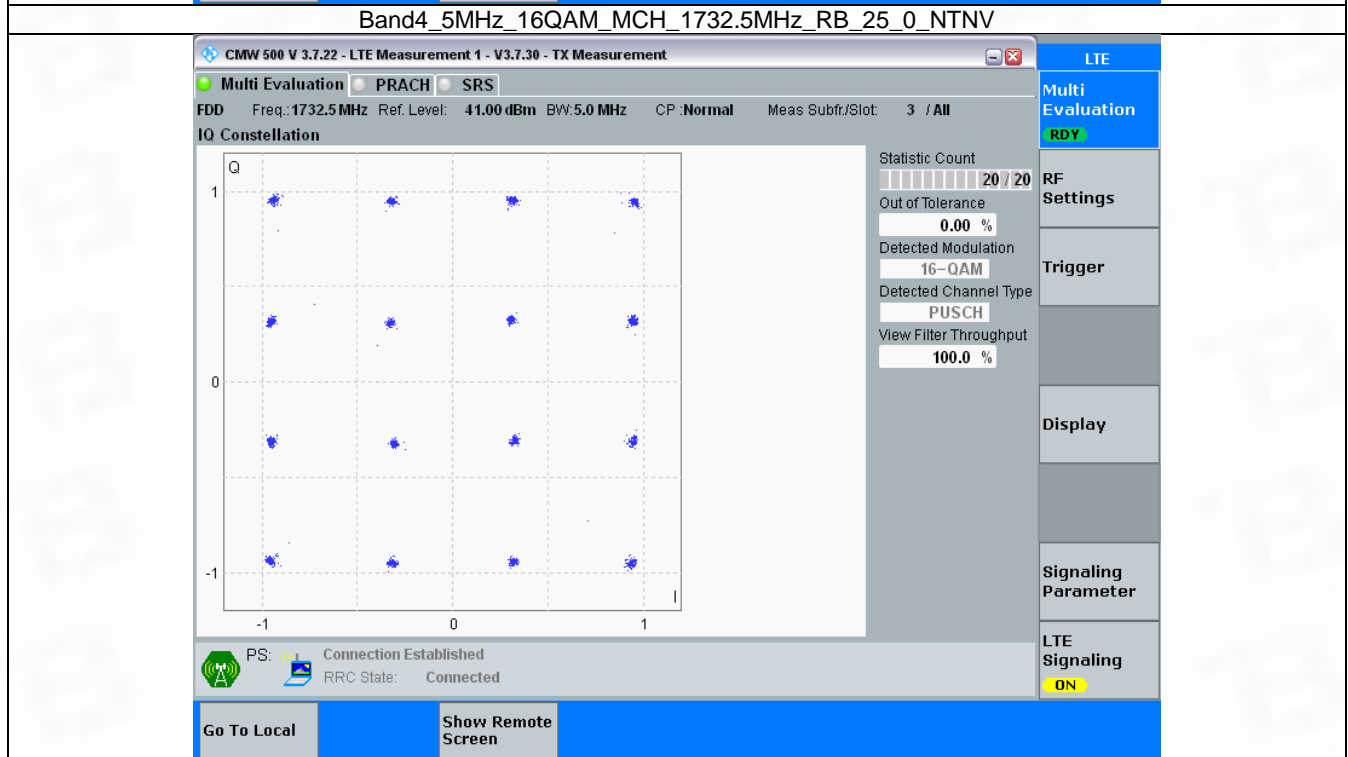 Band4_5MHz_16QAM_MCH_1732.5MHz_RB_25_0_NTNV
CMW 500 V 3.7.22 - LTE Measurement 1 - V3.7.30 - TX Measurement
LTE
Multi Evaluation PRACH SRS
FDD Freq.:1732.5 MHz Ref. Level: 41.00 dBm BW:5.0 MHz CP :Normal Meas Subfr./Slot: 3 / All
IQ Constellation
Q
1
0
-1
-1 0 1
I
Statistic Count
20 / 20
Out of Tolerance
0.00 %
Detected Modulation
16-QAM
Detected Channel Type
PUSCH
View Filter Throughput
100.0 %
Multi
Evaluation
RDY
RF
Settings
Trigger
Display
Signaling
Parameter
LTE
Signaling
ON
PS: Connection Established
RRC State: Connected
Go To Local
Show Remote
Screen